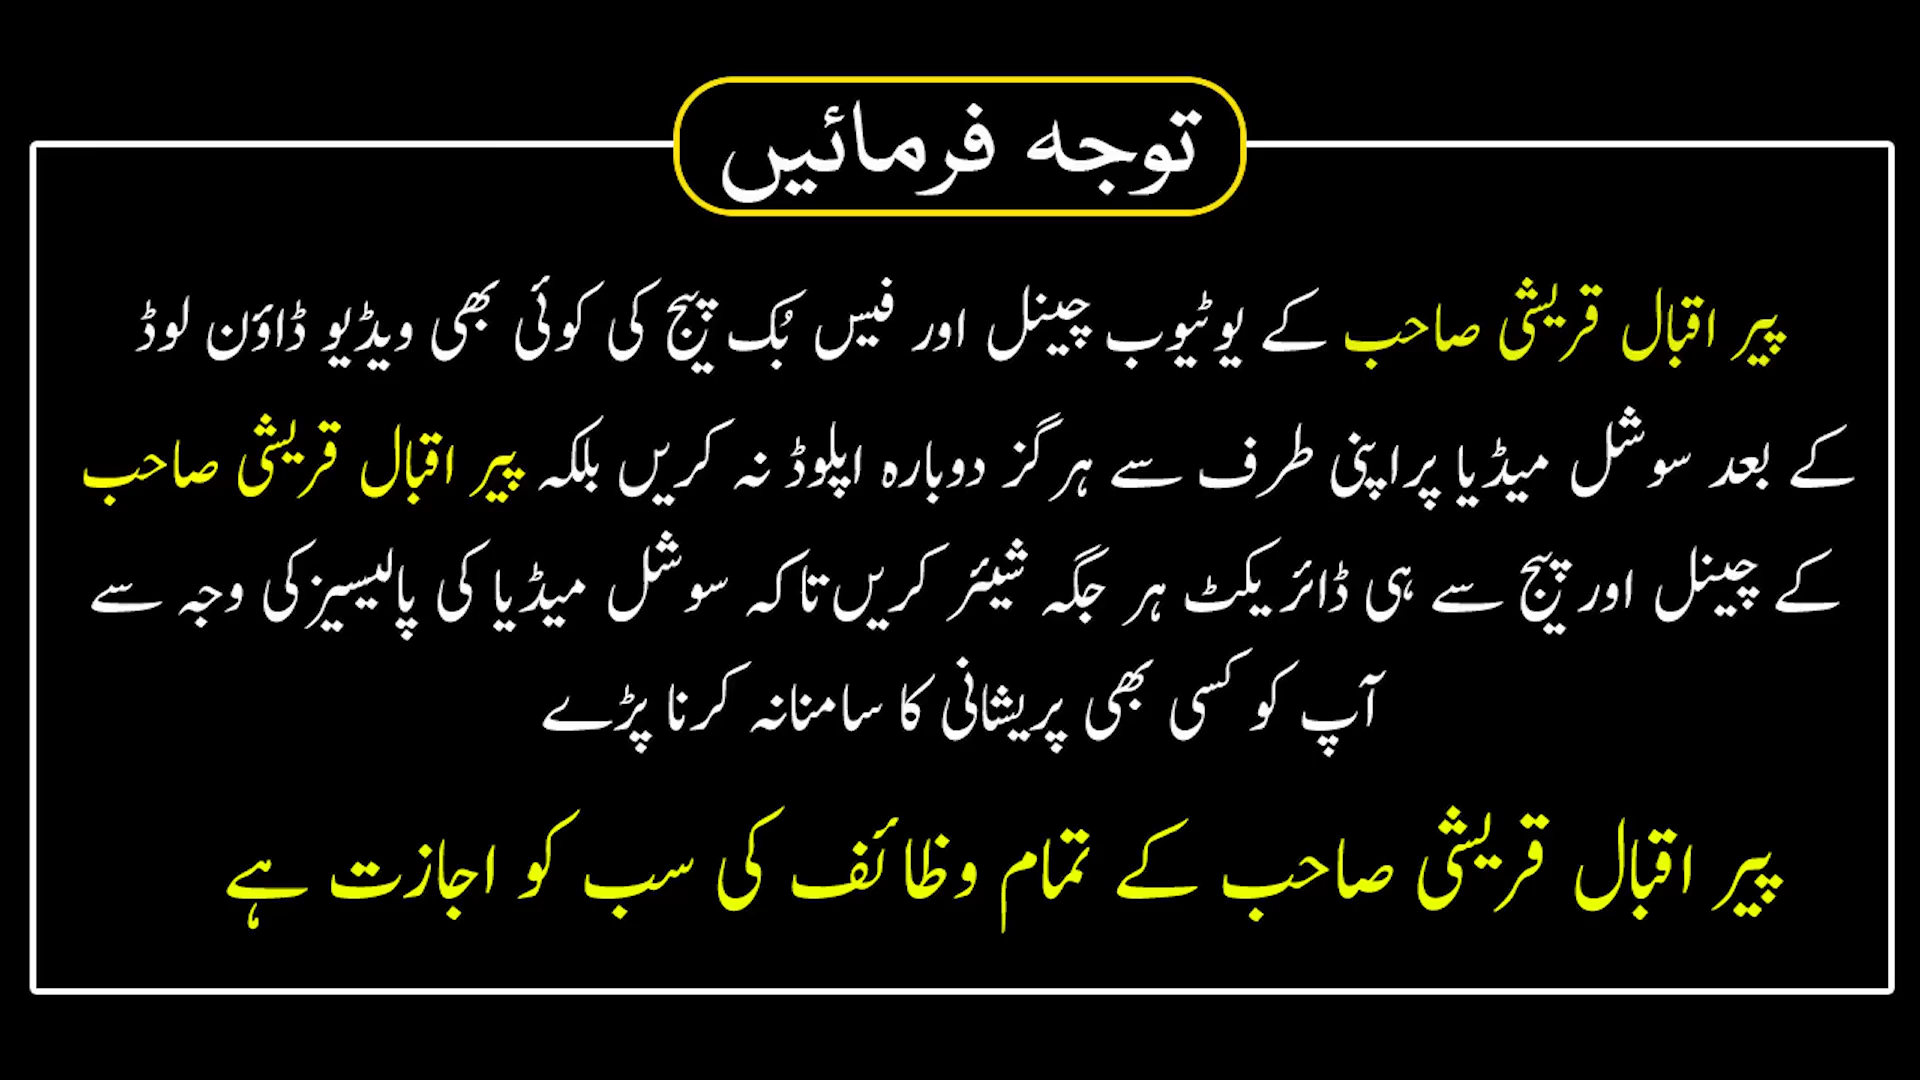 توجہ فرمائیں
پیر اقبال قریشی صاحب کے یوٹیوب چینل اور فیس بُک پیج کی کوئی بھی ویڈیو ڈاؤن لوڈ
کے بعد سوشل میڈیا پر اپنی طرف سے ہرگز دوبارہ اپلوڈ نہ کریں بلکہ پیر اقبال قریشی صاحب
کے چینل اور پیج سے ہی ڈائریکٹ ہر جگہ شیئر کریں تاکہ سوشل میڈیا کی پالیسیز کی وجہ سے
آپ کو کسی بھی پریشانی کا سامنا نہ کرنا پڑے
پیر اقبال قریشی صاحب کے تمام وظائف کی سب کو اجازت ہے